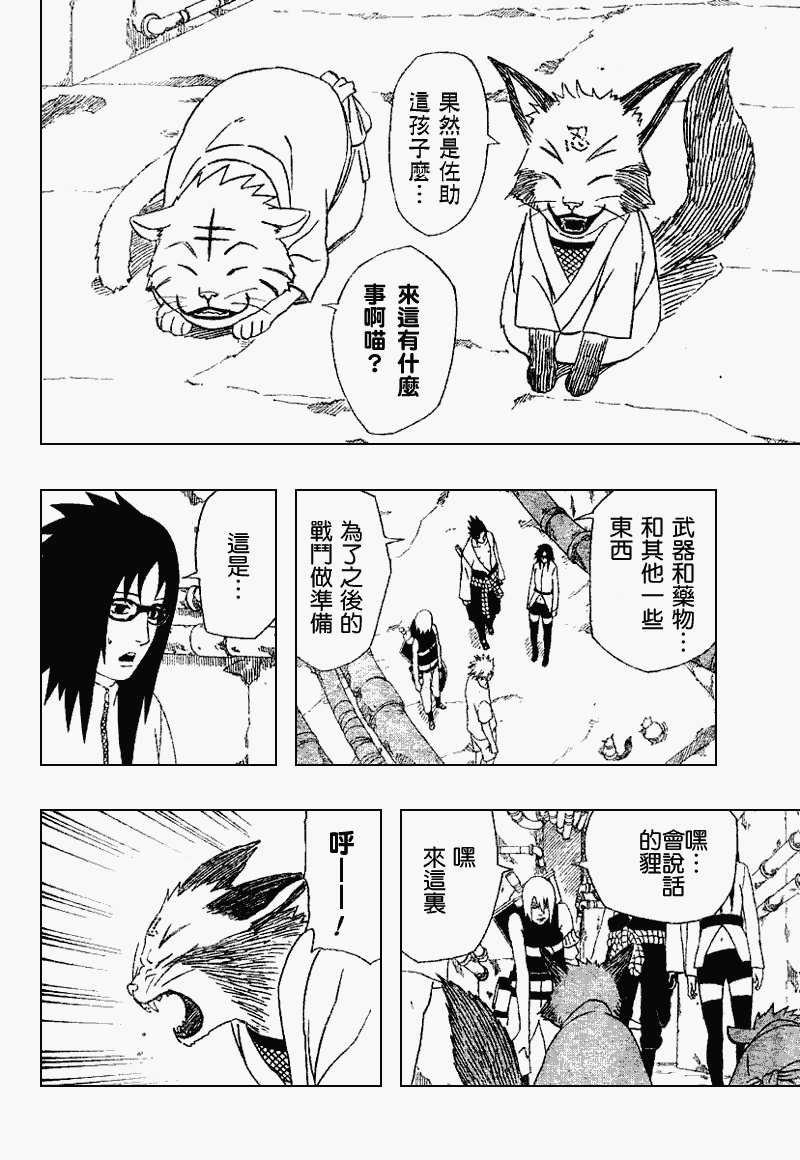 果然是佐助
這孩子麼…
忍
來這有什麼
事啊喵？
武器和藥物…
和其他一些
東西
為了之後的
戰鬥做準備
這是…
嘿…
會說話
的貍
嘿
來這裏
呼——！